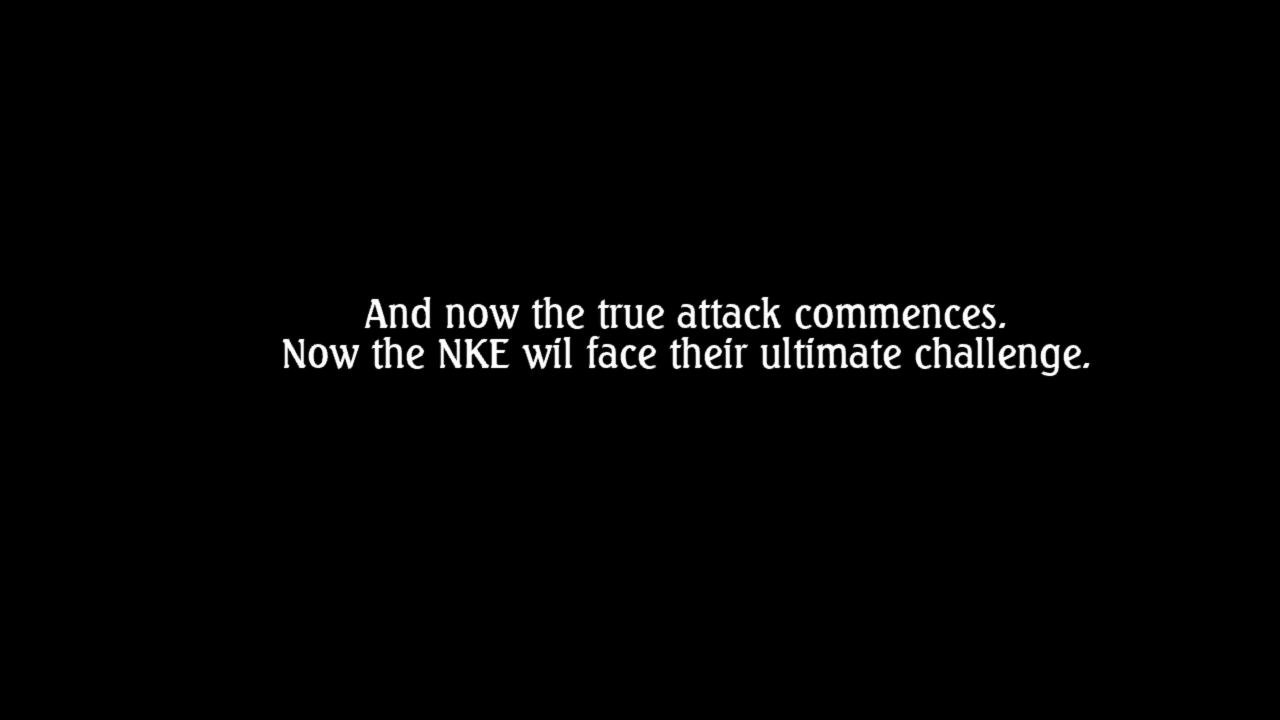 And now the true attack commences.
Now the NKE wil face their ultimate challenge.